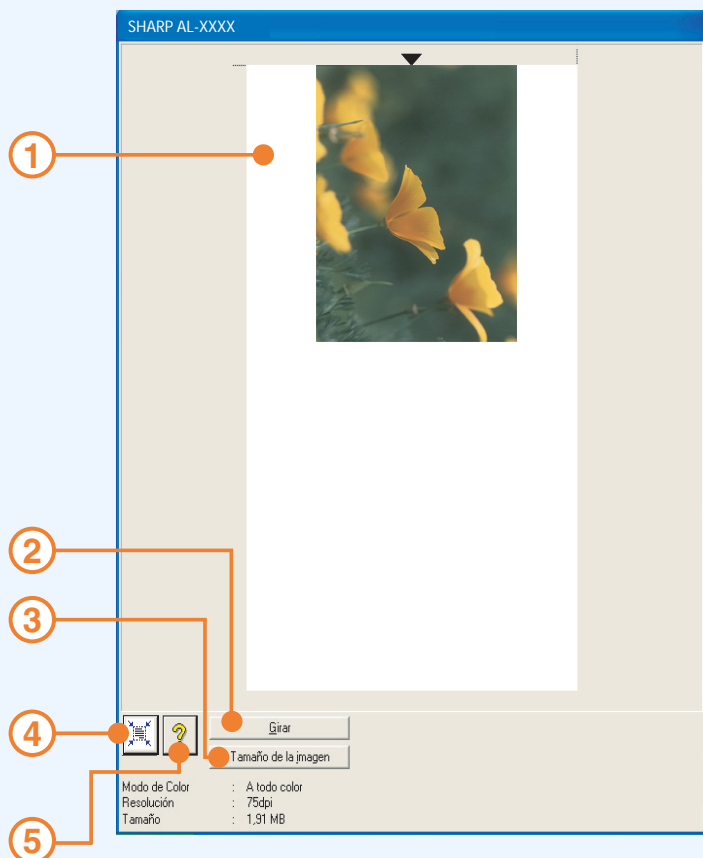 SHARP AL-XXXX
1
2
3
4
5
Girar
Tamaño de la imagen
Modo de Color : A todo color
Resolución : 75dpi
Tamaño : 1,91 MB